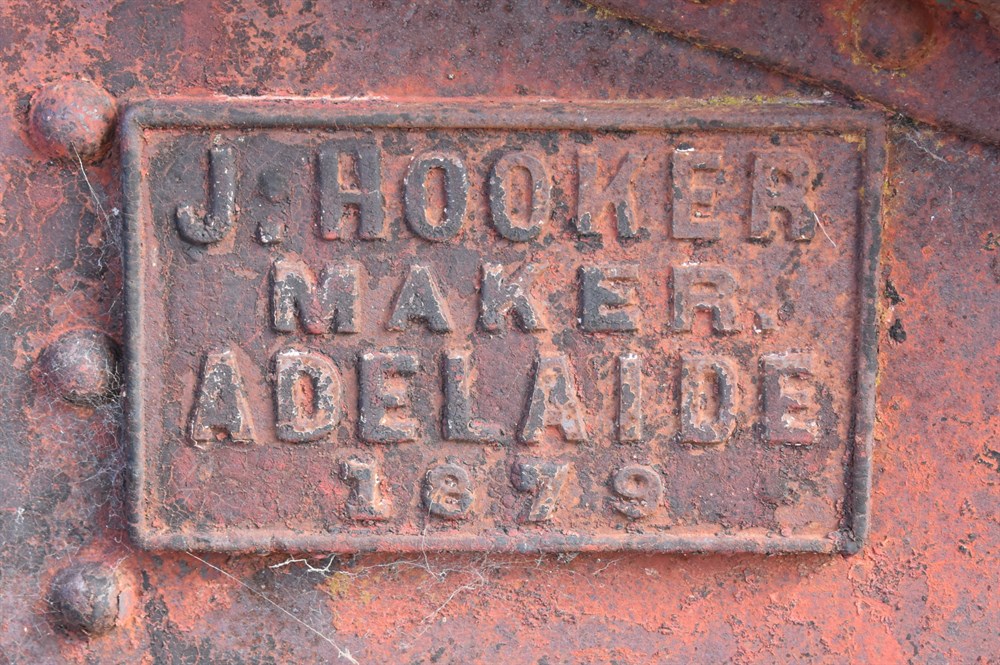 J. HOOKER
MAKER.
ADELAIDE
1879